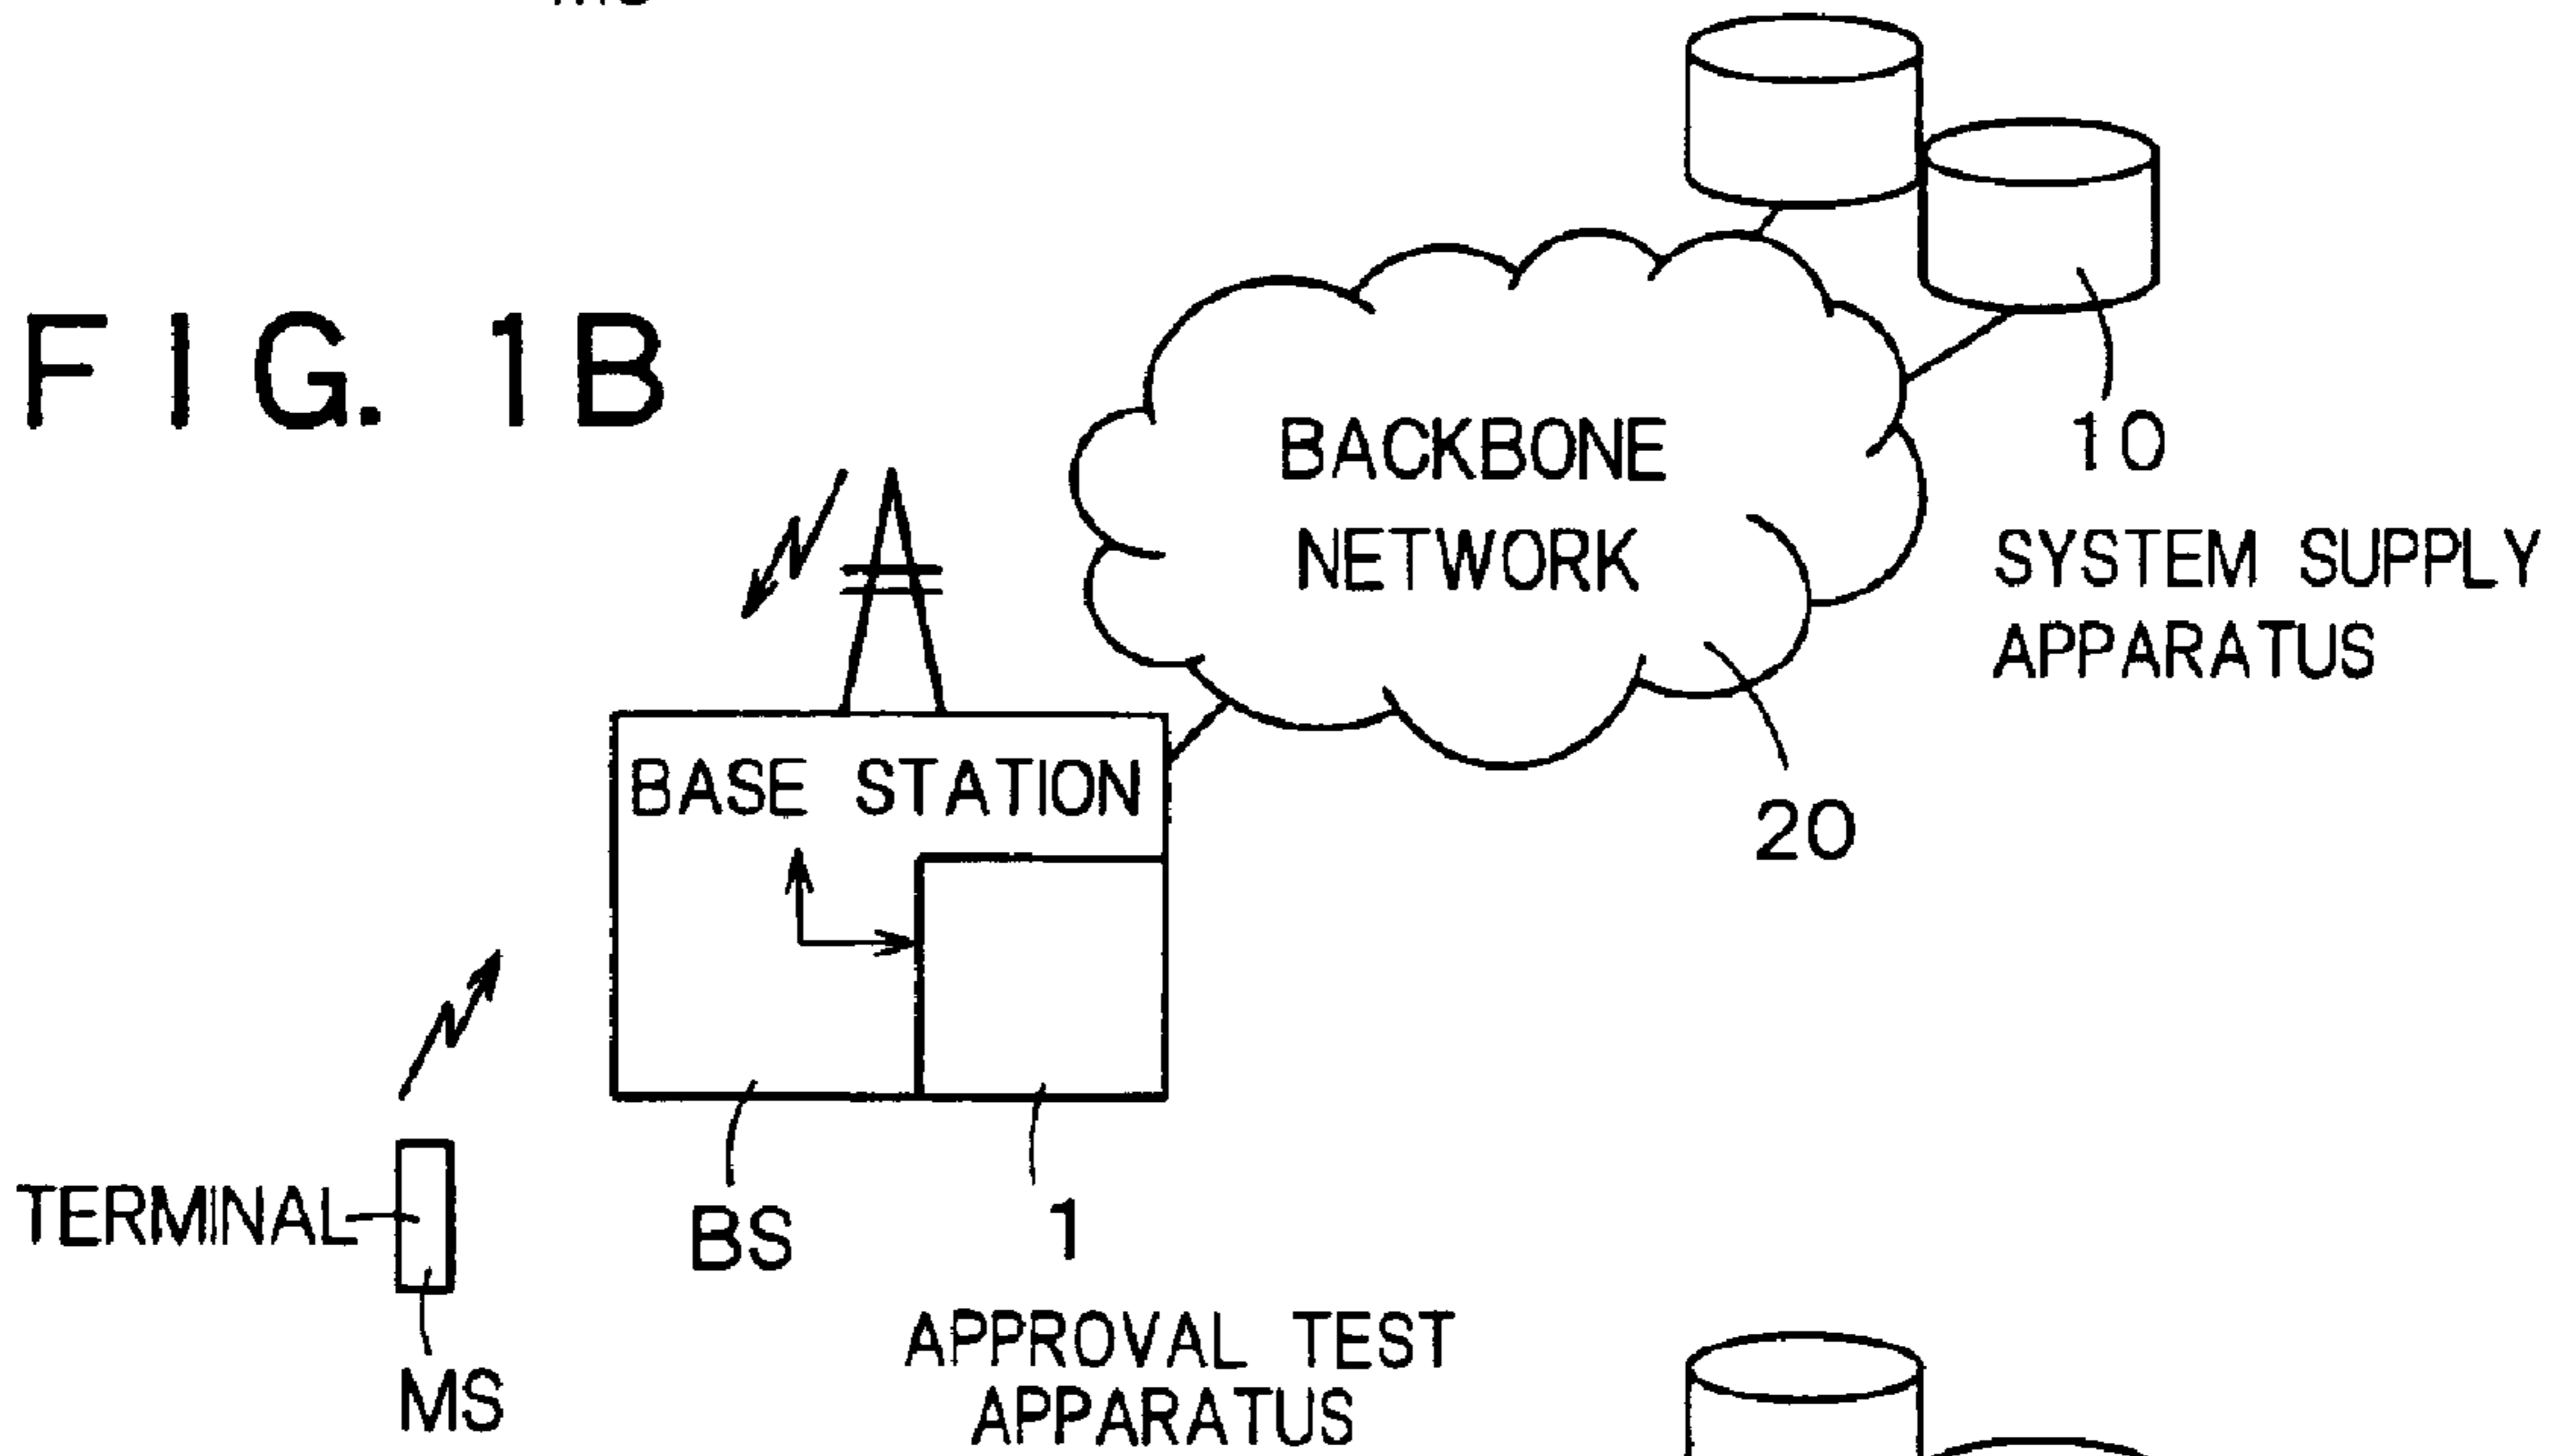 FIG. 1B
BACKBONE
NETWORK
10
SYSTEM SUPPLY
APPARATUS
20
BASE STATION
TERMINAL
MS
BS
1
APPROVAL TEST
APPARATUS